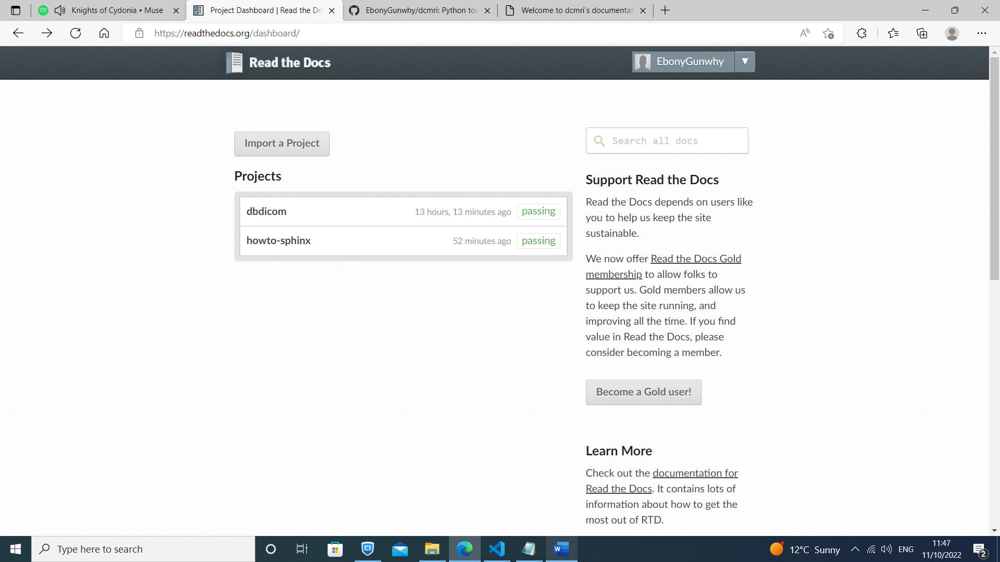 Knights of Cydonia • Muse
Project Dashboard | Read the Do
EbonyGunwhy/dcmri: Python too
Welcome to dcmri's documentat
https://readthedocs.org/dashboard/
Read the Docs
EbonyGunwhy
Import a Project
Search all docs
Projects
dbdicom 13 hours, 13 minutes ago passing
howto-sphinx 52 minutes ago passing
Support Read the Docs
Read the Docs depends on users like
you to help us keep the site
sustainable.
We now offer Read the Docs Gold
membership to allow folks to
support us. Gold members allow us
to keep the site running, and
improving all the time. If you find
value in Read the Docs, please
consider becoming a member.
Become a Gold user!
Learn More
Check out the documentation for
Read the Docs. It contains lots of
information about how to get the
most out of RTD.
Type here to search
12°C Sunny
ENG
11:47
11/10/2022
2